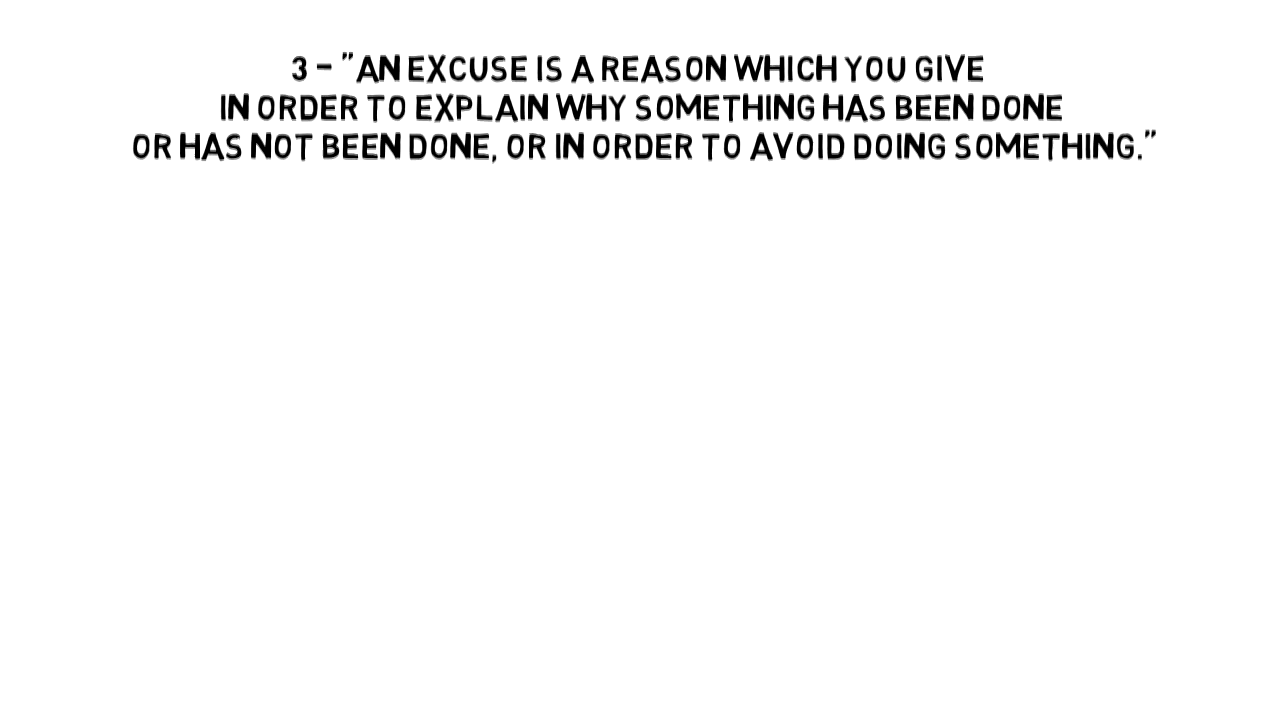 3 - "AN EXCUSE IS A REASON WHICH YOU GIVE
IN ORDER TO EXPLAIN WHY SOMETHING HAS BEEN DONE
OR HAS NOT BEEN DONE, OR IN ORDER TO AVOID DOING SOMETHING."